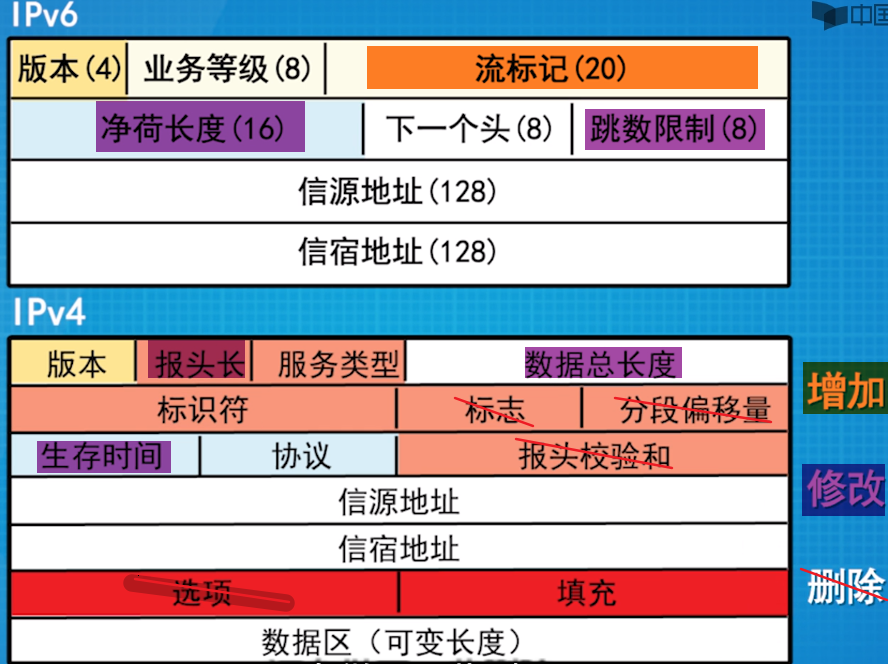 IPv6
中国
版本(4) 业务等级(8) 流标记(20)
净荷长度(16) 下一个头(8) 跳数限制(8)
信源地址(128)
信宿地址(128)
IPv4
版本 报头长 服务类型 数据总长度
标识符 标志 分段偏移量
增加
生存时间 协议 报头校验和
修改
信源地址
信宿地址
选项 填充
删除
数据区（可变长度）